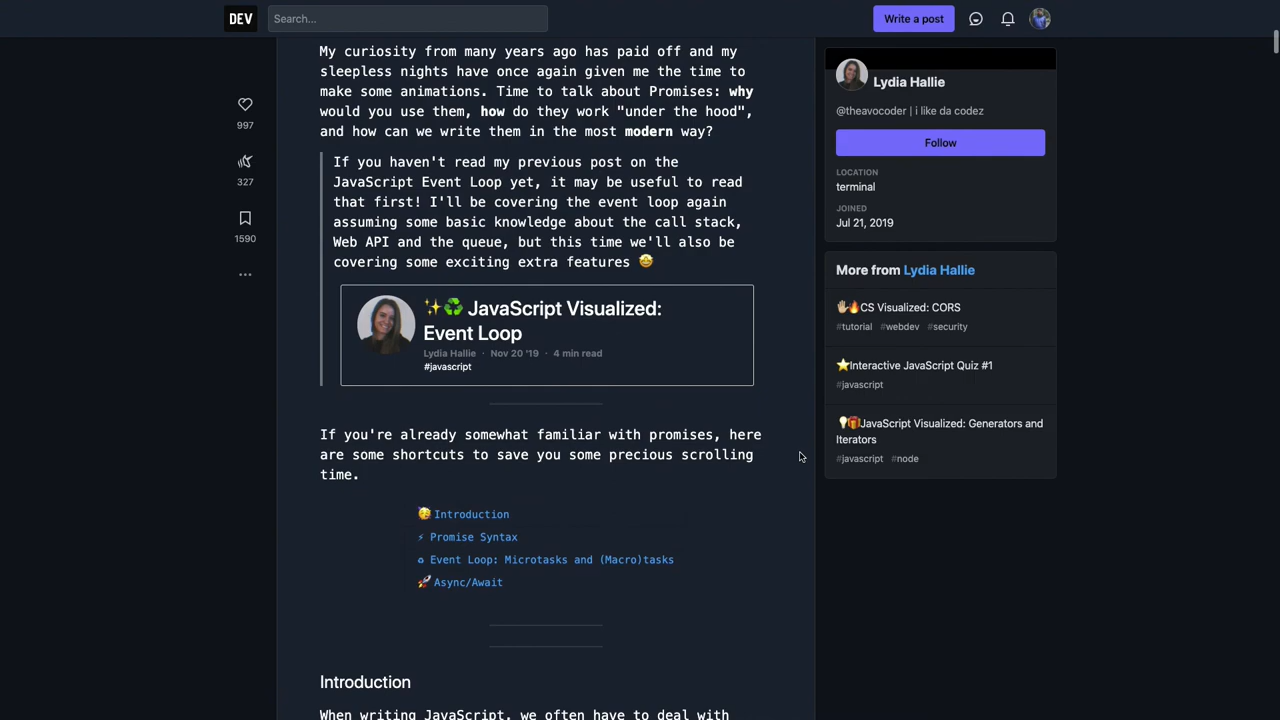 DEV
Search...
Write a post
My curiosity from many years ago has paid off and my
sleepless nights have once again given me the time to
make some animations. Time to talk about Promises: why
would you use them, how do they work "under the hood",
and how can we write them in the most modern way?
997
327
1590
If you haven't read my previous post on the
JavaScript Event Loop yet, it may be useful to read
that first! I'll be covering the event loop again
assuming some basic knowledge about the call stack,
Web API and the queue, but this time we'll also be
covering some exciting extra features 🤩
✨♻️ JavaScript Visualized:
Event Loop
Lydia Hallie · Nov 20 '19 · 4 min read
#javascript
If you're already somewhat familiar with promises, here
are some shortcuts to save you some precious scrolling
time.
🥳 Introduction
⚡ Promise Syntax
♻ Event Loop: Microtasks and (Macro)tasks
🚀 Async/Await
Introduction
When writing JavaScript, we often have to deal with
Lydia Hallie
@theavocoder | i like da codez
Follow
LOCATION
terminal
JOINED
Jul 21, 2019
More from Lydia Hallie
✋🏼🔥CS Visualized: CORS
#tutorial #webdev #security
⭐Interactive JavaScript Quiz #1
#javascript
💡🎁JavaScript Visualized: Generators and
Iterators
#javascript #node